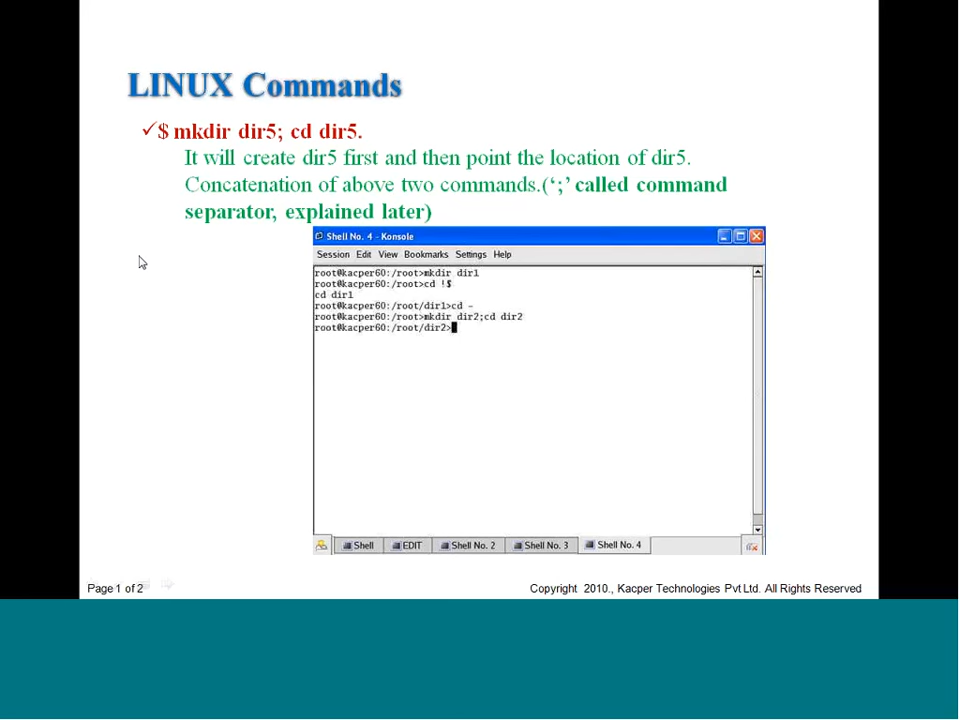 LINUX Commands
✓$ mkdir dir5; cd dir5.
It will create dir5 first and then point the location of dir5.
Concatenation of above two commands.(‘;’ called command
separator, explained later)
Shell No. 4 - Konsole
Session Edit View Bookmarks Settings Help
root@kacper60:/root>mkdir dir1
root@kacper60:/root>cd !$
cd dir1
root@kacper60:/root/dir1>cd -
root@kacper60:/root>mkdir dir2;cd dir2
root@kacper60:/root/dir2>
Shell EDIT Shell No. 2 Shell No. 3 Shell No. 4
Page 1 of 2 Copyright 2010., Kacper Technologies Pvt Ltd. All Rights Reserved